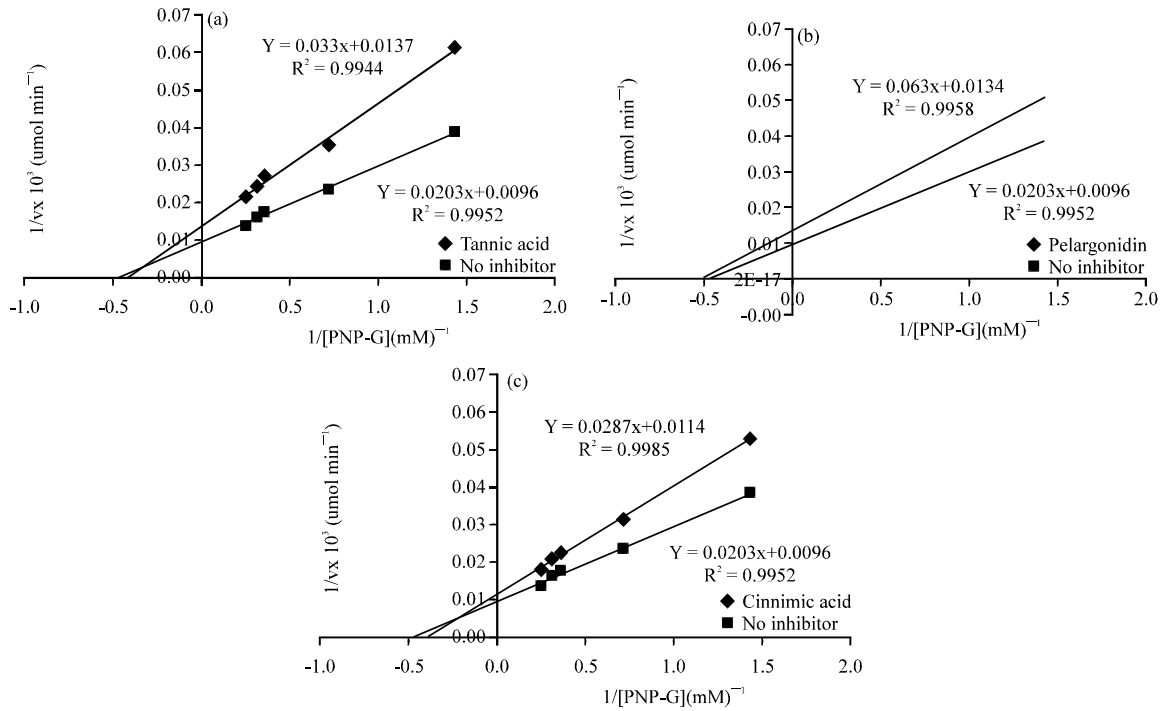 (a)
0.07
0.06
0.05
0.04
0.03
0.02
0.01
0.00
1/vx 10³ (umol min⁻¹)
Y = 0.033x+0.0137
R² = 0.9944
Y = 0.0203x+0.0096
R² = 0.9952
Tannic acid
No inhibitor
-1.0 -0.5 0.0 0.5 1.0 1.5 2.0
1/[PNP-G](mM)⁻¹
(b)
0.07
0.06
0.05
0.04
0.03
0.02
0.01
2E-17
-0.00
1/vx 10³ (umol min⁻¹)
Y = 0.063x+0.0134
R² = 0.9958
Y = 0.0203x+0.0096
R² = 0.9952
Pelargonidin
No inhibitor
-1.0 -0.5 0.0 0.5 1.0 1.5 2.0
1/[PNP-G](mM)⁻¹
(c)
0.07
0.06
0.05
0.04
0.03
0.02
0.01
0.00
1/vx 10³ (umol min⁻¹)
Y = 0.0287x+0.0114
R² = 0.9985
Y = 0.0203x+0.0096
R² = 0.9952
Cinnimic acid
No inhibitor
-1.0 -0.5 0.0 0.5 1.0 1.5 2.0
1/[PNP-G](mM)⁻¹